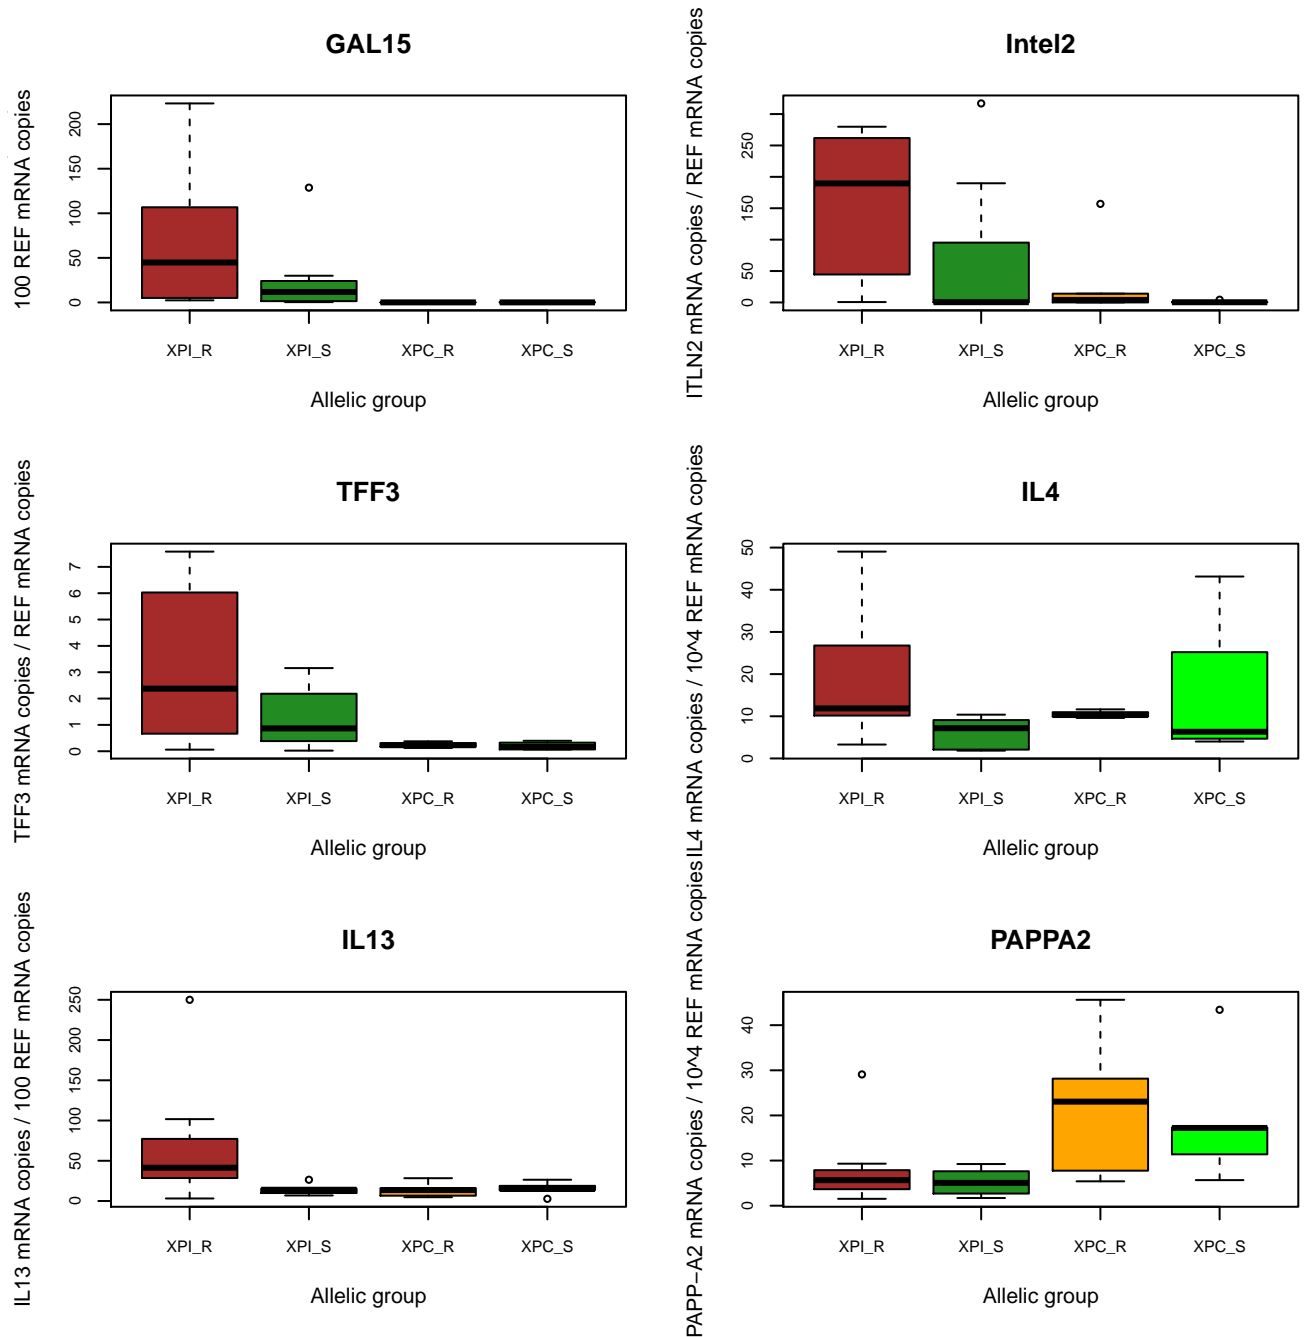 GAL15
100 REF mRNA copies
200
150
100
50
0
XPI_R XPI_S XPC_R XPC_S
Allelic group
Intel2
ITLN2 mRNA copies / REF mRNA copies
250
150
50
0
XPI_R XPI_S XPC_R XPC_S
Allelic group
TFF3
TFF3 mRNA copies / REF mRNA copies
7
6
5
4
3
2
1
0
XPI_R XPI_S XPC_R XPC_S
Allelic group
IL4
IL4 mRNA copies / 10^4 REF mRNA copies
50
40
30
20
10
0
XPI_R XPI_S XPC_R XPC_S
Allelic group
IL13
IL13 mRNA copies / 100 REF mRNA copies
250
200
150
100
50
0
XPI_R XPI_S XPC_R XPC_S
Allelic group
PAPPA2
PAPP−A2 mRNA copies / 10^4 REF mRNA copies
40
30
20
10
0
XPI_R XPI_S XPC_R XPC_S
Allelic group